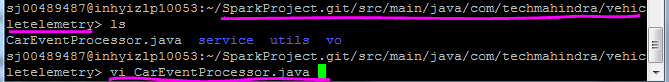 sj00489487@inhyizlp10053:~/SparkProject.git/src/main/java/com/techmahindra/vehic
letelemetry> ls
CarEventProcessor.java  service  utils  vo
sj00489487@inhyizlp10053:~/SparkProject.git/src/main/java/com/techmahindra/vehic
letelemetry> vi CarEventProcessor.java